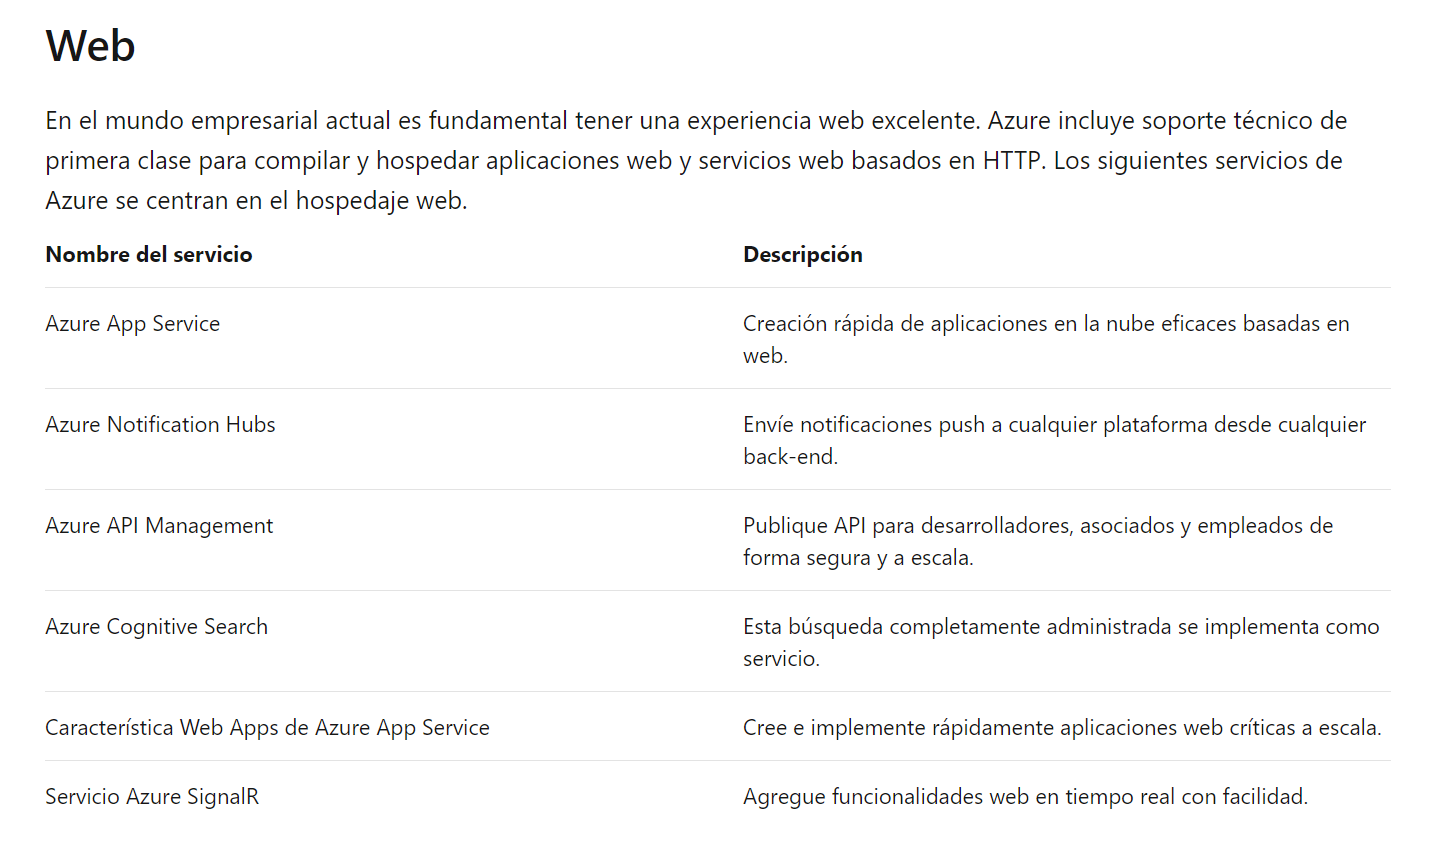 Web
En el mundo empresarial actual es fundamental tener una experiencia web excelente. Azure incluye soporte técnico de
primera clase para compilar y hospedar aplicaciones web y servicios web basados en HTTP. Los siguientes servicios de
Azure se centran en el hospedaje web.
Nombre del servicio Descripción
Azure App Service Creación rápida de aplicaciones en la nube eficaces basadas en
web.
Azure Notification Hubs Envíe notificaciones push a cualquier plataforma desde cualquier
back-end.
Azure API Management Publique API para desarrolladores, asociados y empleados de
forma segura y a escala.
Azure Cognitive Search Esta búsqueda completamente administrada se implementa como
servicio.
Característica Web Apps de Azure App Service Cree e implemente rápidamente aplicaciones web críticas a escala.
Servicio Azure SignalR Agregue funcionalidades web en tiempo real con facilidad.